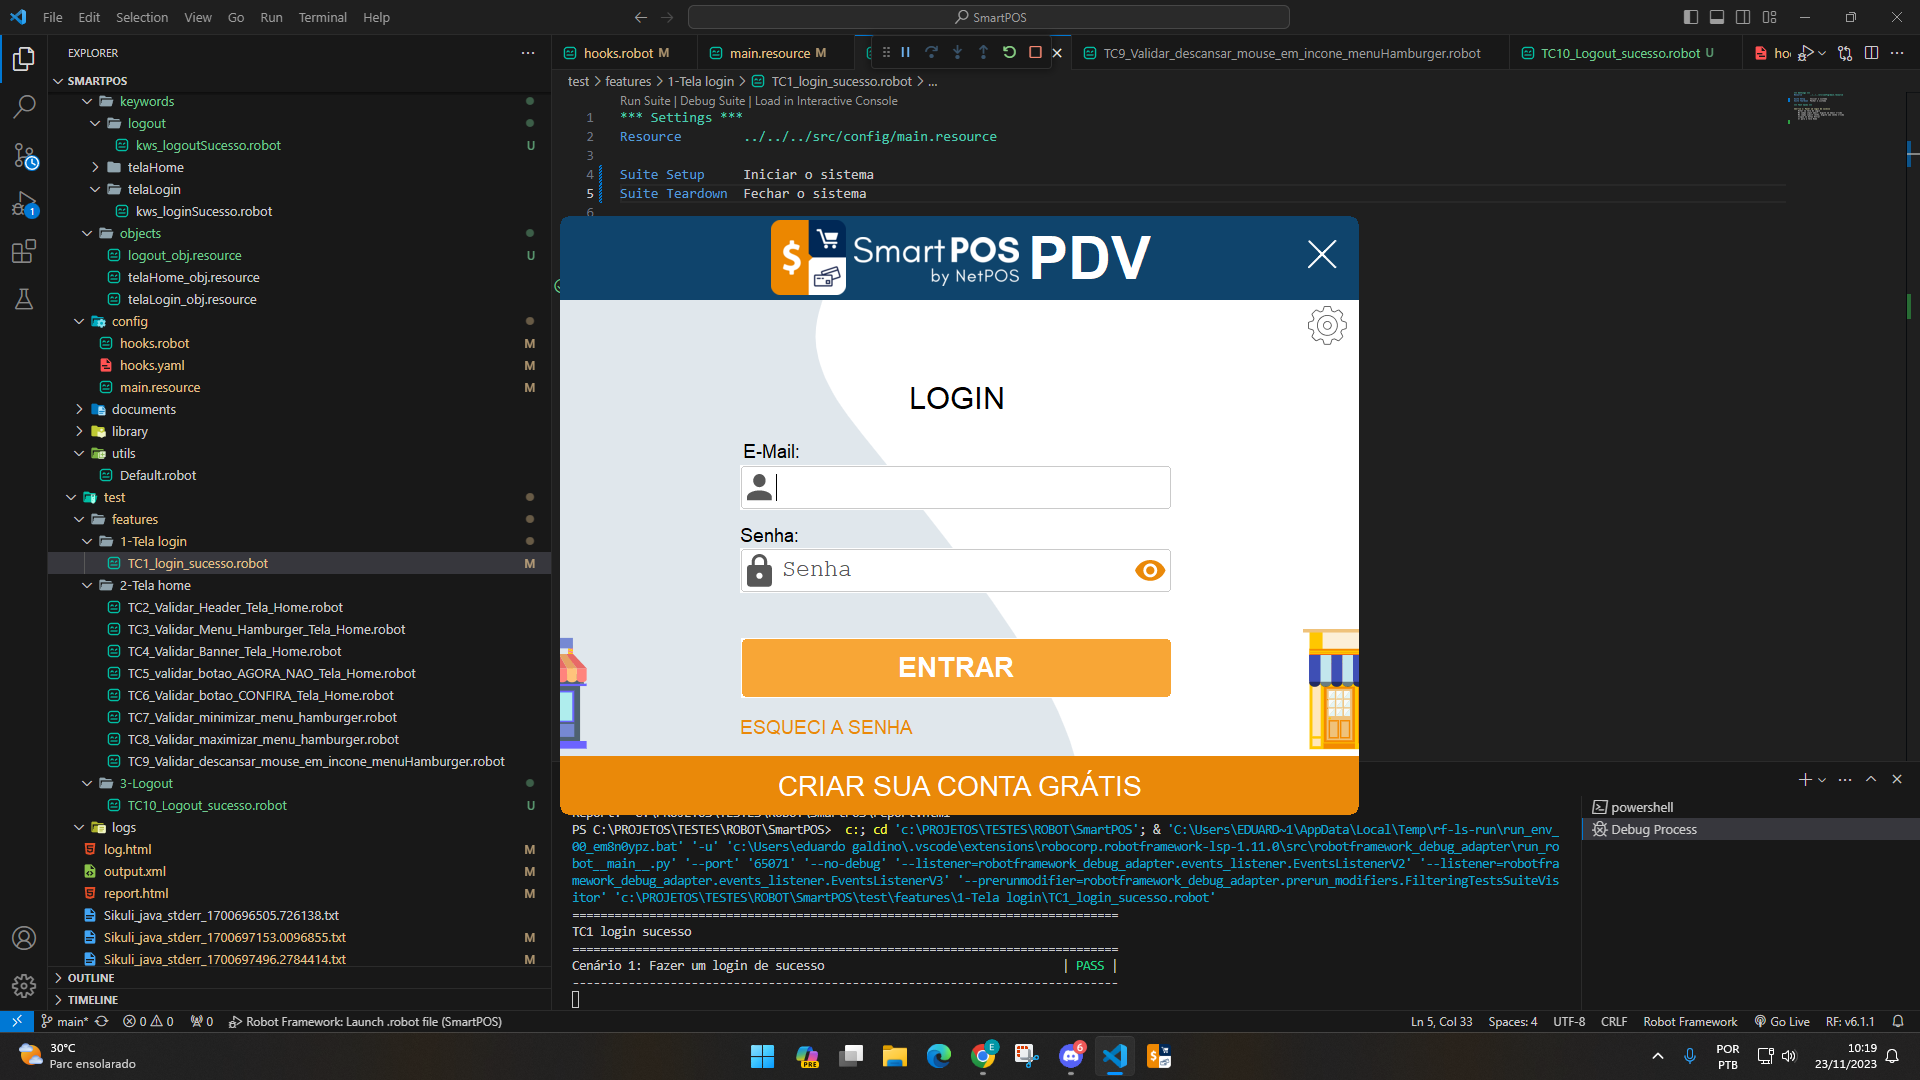 File Edit Selection View Go Run Terminal Help
SmartPOS
EXPLORER
hooks.robot M
main.resource M
TC9_Validar_descansar_mouse_em_incone_menuHamburger.robot
TC10_Logout_sucesso.robot U
SMARTPOS
test > features > 1-Tela login > TC1_login_sucesso.robot > ...
keywords
logout
kws_logoutSucesso.robot U
telaHome
telaLogin
kws_loginSucesso.robot
objects
logout_obj.resource U
telaHome_obj.resource
telaLogin_obj.resource
config
hooks.robot M
hooks.yaml M
main.resource M
documents
library
utils
Default.robot
test
features
1-Tela login
TC1_login_sucesso.robot M
2-Tela home
TC2_Validar_Header_Tela_Home.robot
TC3_Validar_Menu_Hamburger_Tela_Home.robot
TC4_Validar_Banner_Tela_Home.robot
TC5_validar_botao_AGORA_NAO_Tela_Home.robot
TC6_Validar_botao_CONFIRA_Tela_Home.robot
TC7_Validar_minimizar_menu_hamburger.robot
TC8_Validar_maximizar_menu_hamburger.robot
TC9_Validar_descansar_mouse_em_incone_menuHamburger.robot
3-Logout
TC10_Logout_sucesso.robot U
logs
log.html M
output.xml M
report.html M
Sikuli_java_stderr_1700696505.726138.txt
Sikuli_java_stderr_1700697153.0096855.txt M
Sikuli_java_stderr_1700697496.2784414.txt M
OUTLINE
TIMELINE
Run Suite | Debug Suite | Load in Interactive Console
1 *** Settings ***
2 Resource ../../../src/config/main.resource
3
4 Suite Setup Iniciar o sistema
5 Suite Teardown Fechar o sistema
6
SmartPOS PDV
by NetPOS
LOGIN
E-Mail:
Senha:
Senha
ENTRAR
ESQUECI A SENHA
CRIAR SUA CONTA GRÁTIS
PS C:\PROJETOS\TESTES\ROBOT\SmartPOS>  c:; cd 'c:\PROJETOS\TESTES\ROBOT\SmartPOS'; & 'C:\Users\EDUARD~1\AppData\Local\Temp\rf-ls-run\run_env_
00_em8n0ypz.bat' '-u' 'c:\Users\eduardo galdino\.vscode\extensions\robocorp.robotframework-lsp-1.11.0\src\robotframework_debug_adapter\run_ro
bot__main__.py' '--port' '65071' '--no-debug' '--listener=robotframework_debug_adapter.events_listener.EventsListenerV2' '--listener=robotfra
mework_debug_adapter.events_listener.EventsListenerV3' '--prerunmodifier=robotframework_debug_adapter.prerun_modifiers.FilteringTestsSuiteVis
itor' 'c:\PROJETOS\TESTES\ROBOT\SmartPOS\test\features\1-Tela login\TC1_login_sucesso.robot'
==============================================================================
TC1 login sucesso
==============================================================================
Cenário 1: Fazer um login de sucesso | PASS |
------------------------------------------------------------------------------
powershell
Debug Process
main* 0 0 0 Robot Framework: Launch .robot file (SmartPOS)
Ln 5, Col 33 Spaces: 4 UTF-8 CRLF Robot Framework Go Live RF: v6.1.1
30°C
Parc ensolarado
POR
PTB
10:19
23/11/2023